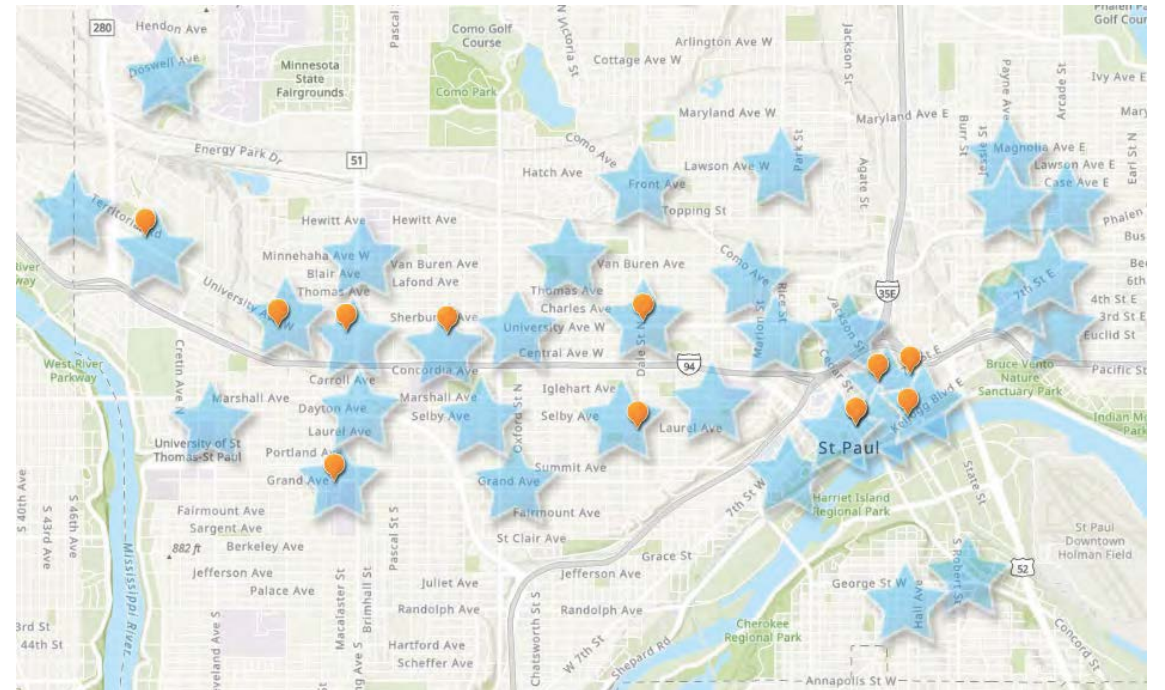 Hendon Ave
280
Doswell Ave
Minnesota
State
Fairgrounds
Pascal
Como Golf
Course
Como Park
N Victoria St
Arlington Ave W
Cottage Ave W
Jackson St
Phalen
Golf
Ivy Ave E
Payne Ave
Arcade St
Maryland Ave W
Maryland Ave E
Mary
Energy Park Dr
51
Como Ave
Hatch Ave
Front Ave
Lawson Ave W
Park St
Agate St
Burr St
Magnolia Ave E
Lawson Ave E
Case Ave E
Earl St N
Topping St
Phalen
Territorial Rd
Hewitt Ave
Hewitt Ave
Minnehaha Ave W
Van Buren Ave
Van Buren Ave
Blair Ave
Lafond Ave
Thomas Ave
Thomas Ave
Como Ave
Rice St
35E
7th St E
6th
4th St E
3rd St E
Euclid St
University Ave W
Charles Ave
University Ave W
Central Ave W
Marion St
Jackson St
Cedar St
Dale St N
94
River
way
West River
Parkway
Cretin Ave N
Carroll Ave
Concordia Ave
Pacific St
Bruce Vento
Nature
Sanctuary Park
Marshall Ave
Marshall Ave
Iglehart Ave
Dayton Ave
Selby Ave
Selby Ave
Oxford St N
Laurel Ave
Laurel Ave
Kellogg Blvd E
University of St
Thomas-St Paul
Portland Ave
St Paul
Summit Ave
Grand Ave
Grand Ave
7th St W
State St
Harriet Island
Regional Park
S 40th Ave
S 43rd Ave
S 46th Ave
Fairmount Ave
Fairmount Ave
Sargent Ave
882 ft
Berkeley Ave
Pascal St S
St Clair Ave
Grace St
St Paul
Downtown
Holman Field
Mississippi River
Jefferson Ave
Jefferson Ave
Palace Ave
Macalaster St
Brimhall St
Juliet Ave
Randolph Ave
Randolph Ave
S Robert St
52
George St W
Hall Ave
Chatsworth St S
Cherokee
Regional Park
3rd St
44th St
Hartford Ave
Scheffer Ave
W 7th St
Shepard Rd
Concord St
Annapolis St W